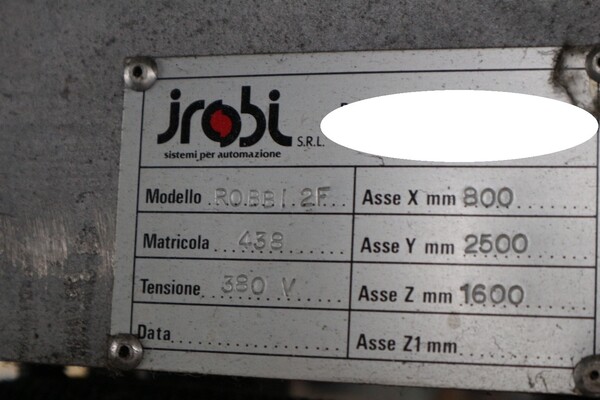 jrobi S.R.L.
sistemi per automazione
Modello ROBBI 2F Asse X mm 800
Matricola 438 Asse Y mm 2500
Tensione 380 V Asse Z mm 1600
Data Asse Z1 mm